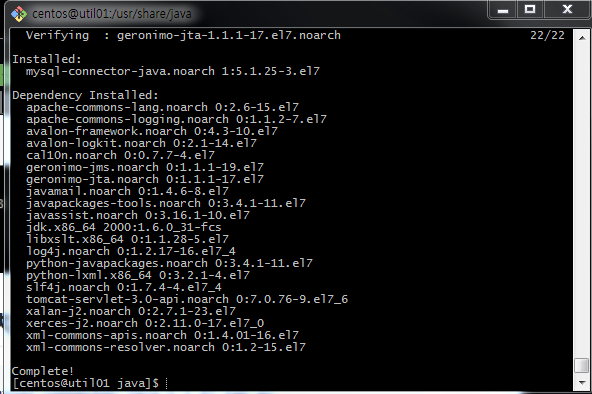 centos@util01:/usr/share/java
Verifying  : geronimo-jta-1.1.1-17.el7.noarch 22/22
Installed:
mysql-connector-java.noarch 1:5.1.25-3.el7
Dependency Installed:
apache-commons-lang.noarch 0:2.6-15.el7
apache-commons-logging.noarch 0:1.1.2-7.el7
avalon-framework.noarch 0:4.3-10.el7
avalon-logkit.noarch 0:2.1-14.el7
cal10n.noarch 0:0.7.7-4.el7
geronimo-jms.noarch 0:1.1.1-19.el7
geronimo-jta.noarch 0:1.1.1-17.el7
javamail.noarch 0:1.4.6-8.el7
javapackages-tools.noarch 0:3.4.1-11.el7
javassist.noarch 0:3.16.1-10.el7
jdk.x86_64 2000:1.6.0_31-fcs
libxslt.x86_64 0:1.1.28-5.el7
log4j.noarch 0:1.2.17-16.el7_4
python-javapackages.noarch 0:3.4.1-11.el7
python-lxml.x86_64 0:3.2.1-4.el7
slf4j.noarch 0:1.7.4-4.el7_4
tomcat-servlet-3.0-api.noarch 0:7.0.76-9.el7_6
xalan-j2.noarch 0:2.7.1-23.el7
xerces-j2.noarch 0:2.11.0-17.el7_0
xml-commons-apis.noarch 0:1.4.01-16.el7
xml-commons-resolver.noarch 0:1.2-15.el7
Complete!
[centos@util01 java]$